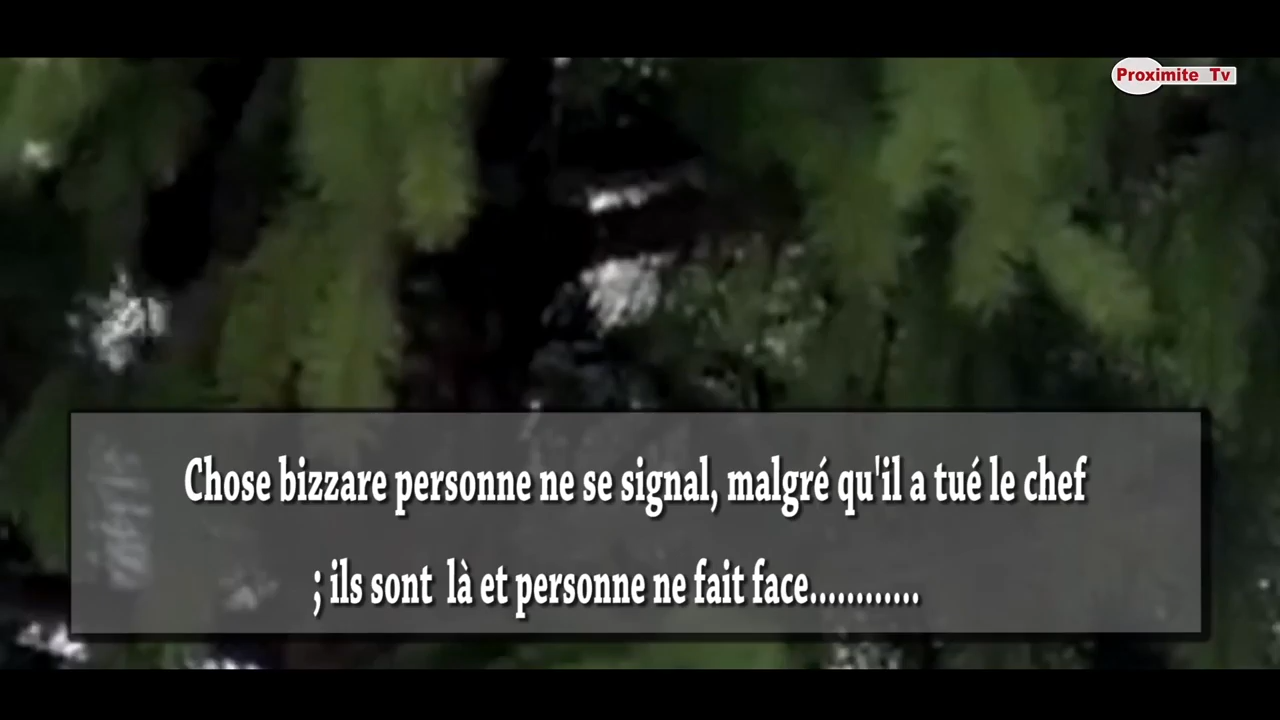 Proximite Tv
Chose bizzare personne ne se signal, malgré qu'il a tué le chef
; ils sont là et personne ne fait face............